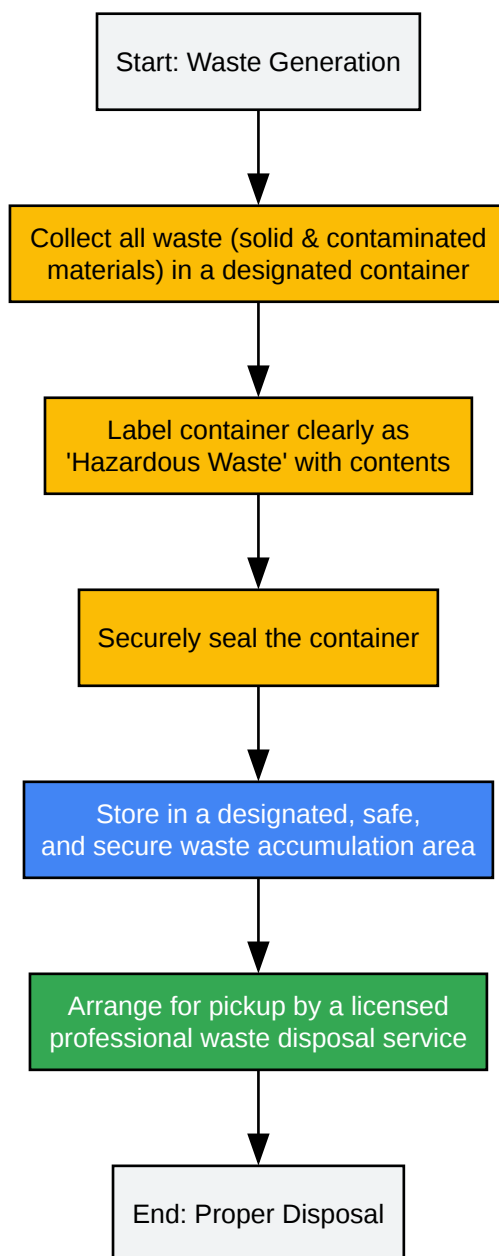 Start: Waste Generation
Collect all waste (solid & contaminated
materials) in a designated container
Label container clearly as
'Hazardous Waste' with contents
Securely seal the container
Store in a designated, safe,
and secure waste accumulation area
Arrange for pickup by a licensed
professional waste disposal service
End: Proper Disposal